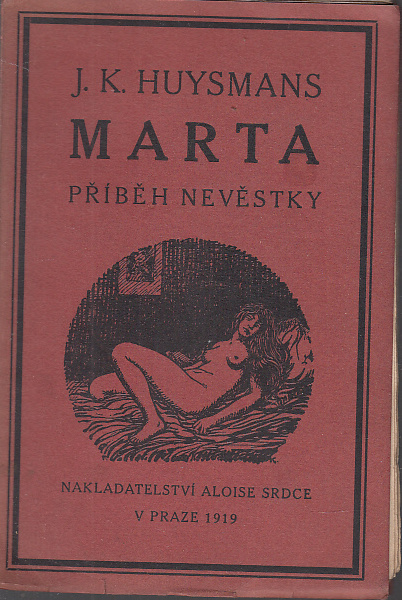 J. K. HUYSMANS
MARTA
PŘÍBĚH NEVĚSTKY
NAKLADATELSTVÍ ALOISE SRDCE
V PRAZE 1919